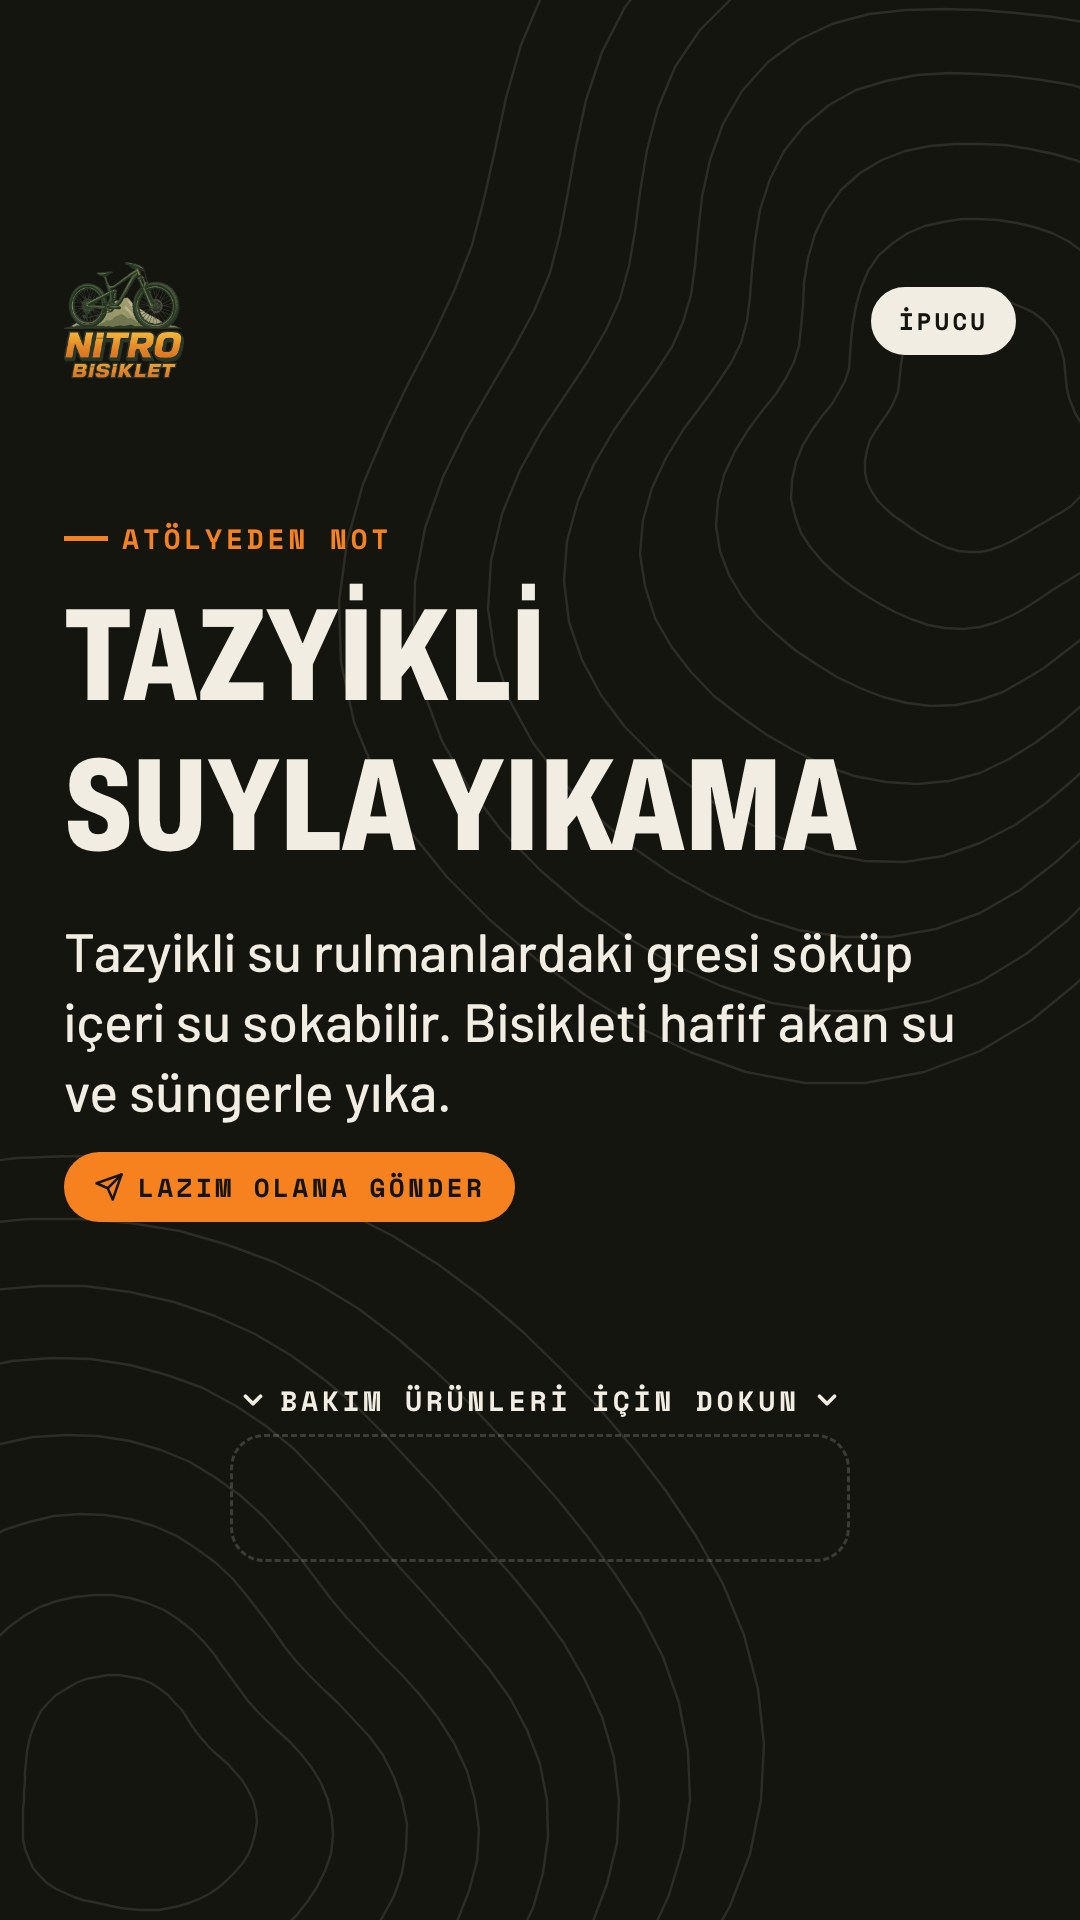 NiTRO
BiSiKLET
İPUCU
ATÖLYEDEN NOT
TAZYİKLİ
SUYLA YIKAMA
Tazyikli su rulmanlardaki gresi söküp
içeri su sokabilir. Bisikleti hafif akan su
ve süngerle yıka.
LAZIM OLANA GÖNDER
BAKIM ÜRÜNLERİ İÇİN DOKUN